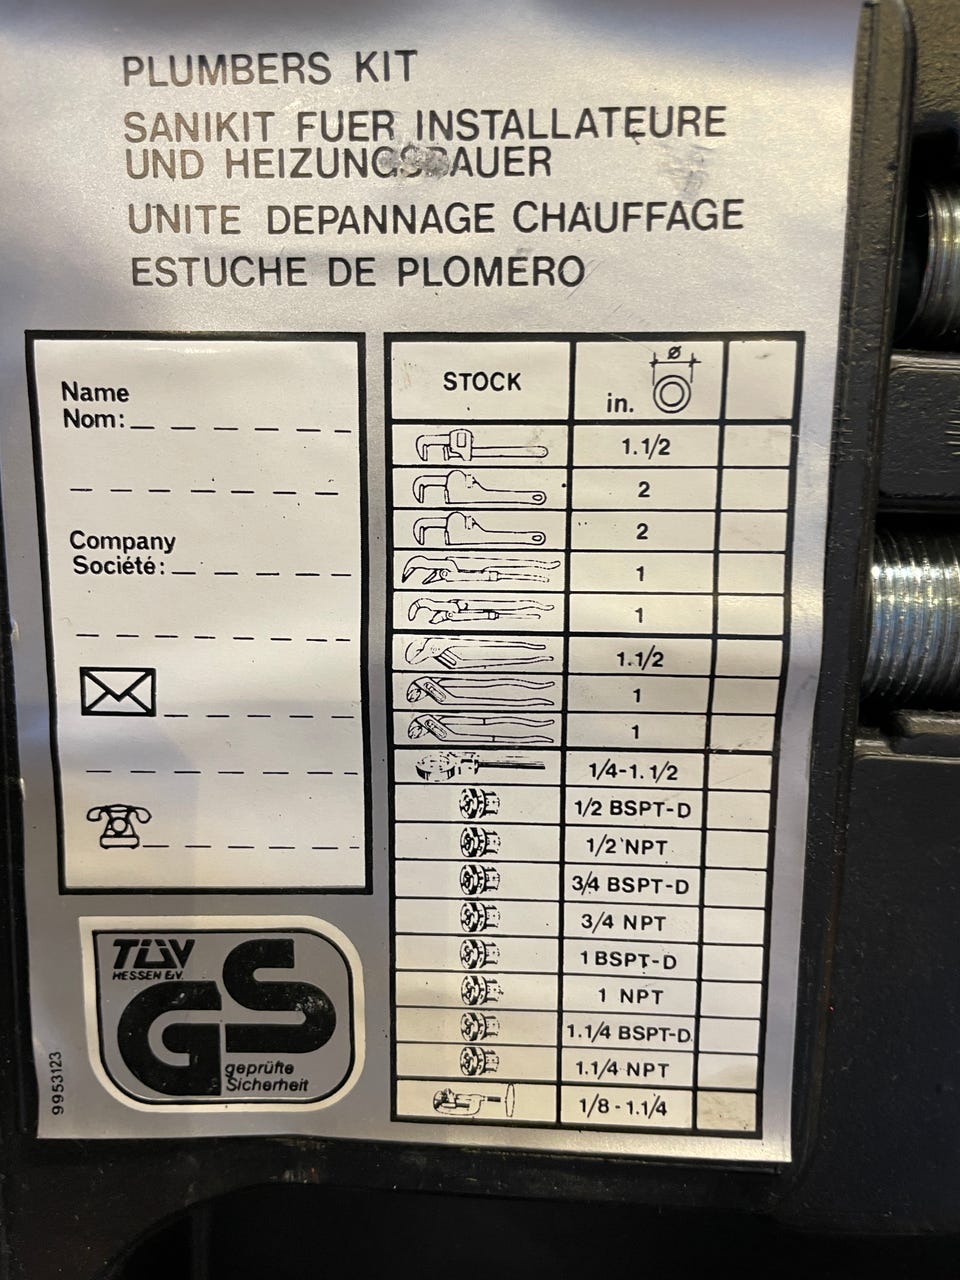 PLUMBERS KIT
SANIKIT FUER INSTALLATEURE
UND HEIZUNGSBAUER
UNITE DEPANNAGE CHAUFFAGE
ESTUCHE DE PLOMERO
Name
Nom:
Company
Société:
TÜV
HESSEN E.V.
GS
geprüfte
Sicherheit
9953123
STOCK in. Ø
1.1/2
2
2
1
1
1.1/2
1
1
1/4-1.1/2
1/2 BSPT-D
1/2 NPT
3/4 BSPT-D
3/4 NPT
1 BSPT-D
1 NPT
1.1/4 BSPT-D
1.1/4 NPT
1/8 - 1.1/4